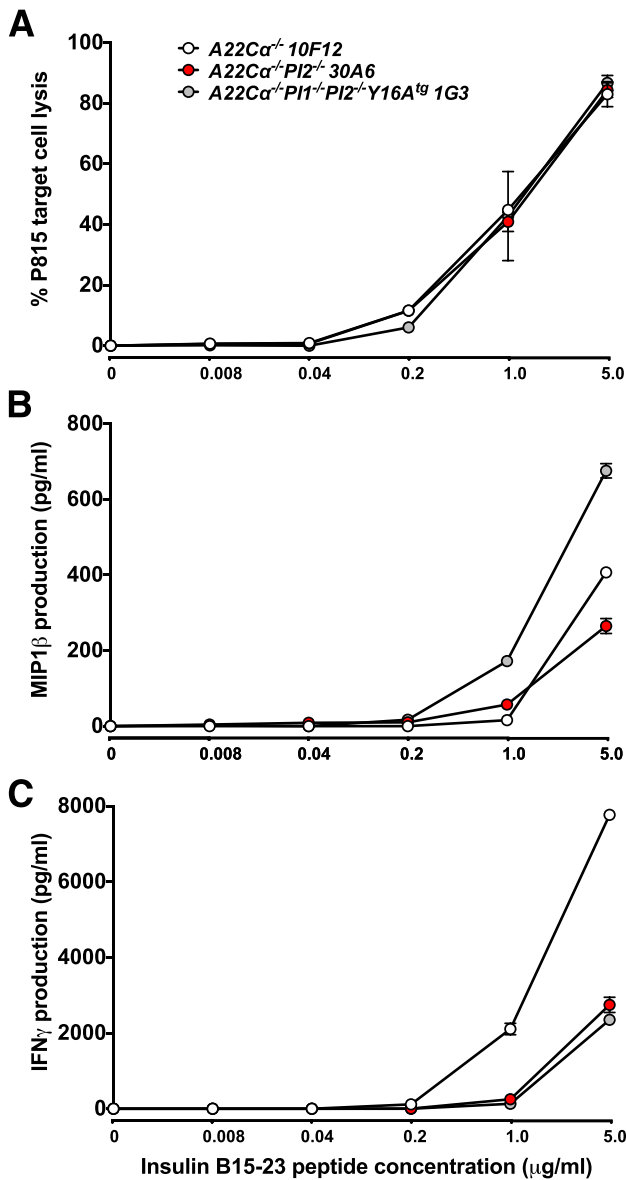 A
100
80
60
40
20
0
% P815 target cell lysis
A22Cα-/- 10F12
A22Cα-/-PI2-/- 30A6
A22Cα-/-PI1-/-PI2-/-Y16Atg 1G3
0 0.008 0.04 0.2 1.0 5.0
B
800
600
400
200
0
MIP1β production (pg/ml)
0 0.008 0.04 0.2 1.0 5.0
C
8000
6000
4000
2000
0
IFNγ production (pg/ml)
0 0.008 0.04 0.2 1.0 5.0
Insulin B15-23 peptide concentration (μg/ml)